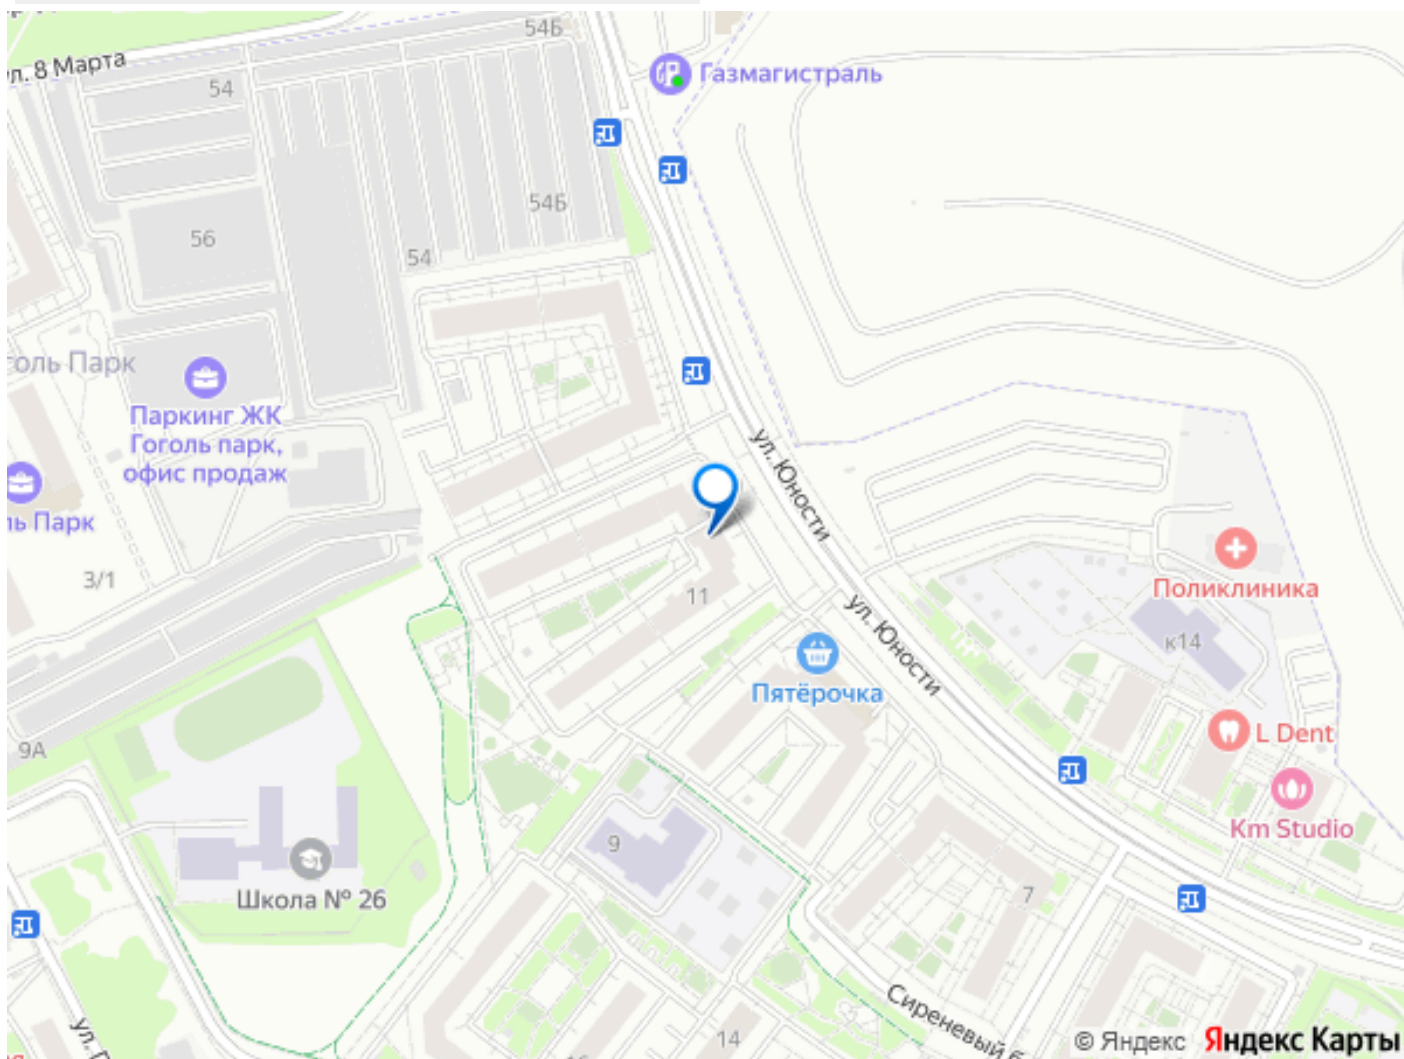 54Б
ул. 8 Марта
54
Газмагистраль
54Б
56
54
оль Парк
Паркинг ЖК
Гоголь парк,
офис продаж
ул. Юности
ль Парк
3/1
Поликлиника
11
ул. Юности
к14
Пятёрочка
9А
L Dent
Km Studio
9
Школа № 26
7
Сиреневый б
14
ул. Г
© Яндекс Яндекс Карты